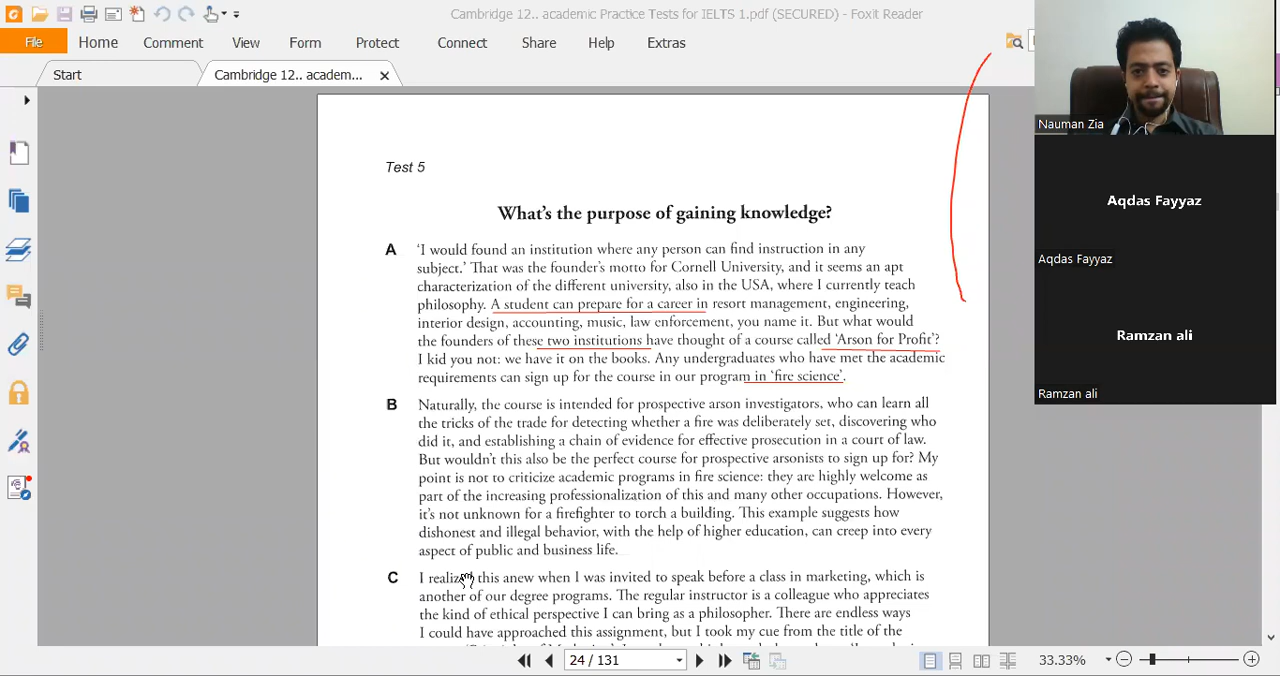 Cambridge 12.. academic Practice Tests for IELTS 1.pdf (SECURED) - Foxit Reader
File Home Comment View Form Protect Connect Share Help Extras
Start Cambridge 12.. academ...
Nauman Zia
Aqdas Fayyaz
Aqdas Fayyaz
Ramzan ali
Ramzan ali
Test 5
What's the purpose of gaining knowledge?
A 'I would found an institution where any person can find instruction in any
subject.' That was the founder's motto for Cornell University, and it seems an apt
characterization of the different university, also in the USA, where I currently teach
philosophy. A student can prepare for a career in resort management, engineering,
interior design, accounting, music, law enforcement, you name it. But what would
the founders of these two institutions have thought of a course called 'Arson for Profit'?
I kid you not: we have it on the books. Any undergraduates who have met the academic
requirements can sign up for the course in our program in 'fire science'.
B Naturally, the course is intended for prospective arson investigators, who can learn all
the tricks of the trade for detecting whether a fire was deliberately set, discovering who
did it, and establishing a chain of evidence for effective prosecution in a court of law.
But wouldn't this also be the perfect course for prospective arsonists to sign up for? My
point is not to criticize academic programs in fire science: they are highly welcome as
part of the increasing professionalization of this and many other occupations. However,
it's not unknown for a firefighter to torch a building. This example suggests how
dishonest and illegal behavior, with the help of higher education, can creep into every
aspect of public and business life.
C I realized this anew when I was invited to speak before a class in marketing, which is
another of our degree programs. The regular instructor is a colleague who appreciates
the kind of ethical perspective I can bring as a philosopher. There are endless ways
I could have approached this assignment, but I took my cue from the title of the
24 / 131
33.33%